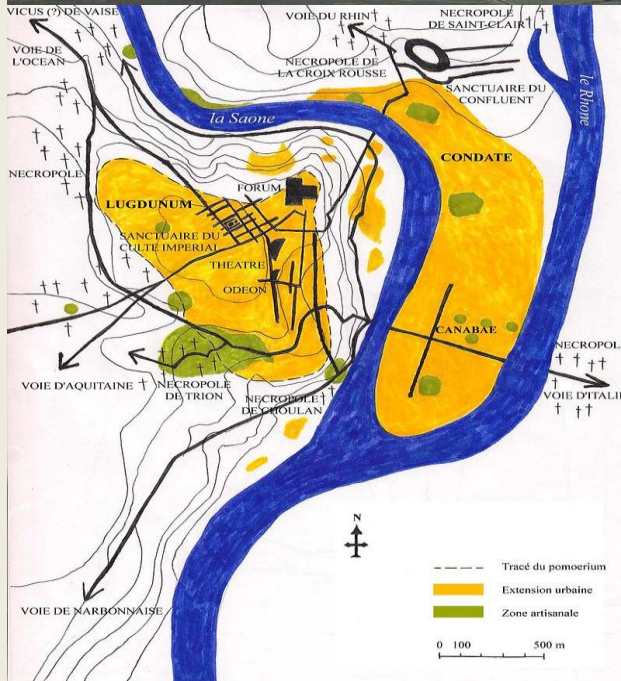 VICUS (?) DE VAISE
VOIE DU RHIN
NECROPOLE
DE SAINT-CLAIR
VOIE DE
L'OCEAN
NECROPOLE DE
LA CROIX ROUSSE
SANCTUAIRE DU
CONFLUENT
le Rhone
la Saone
CONDATE
NECROPOLE
FORUM
LUGDUNUM
SANCTUAIRE DU
CULTE IMPERIAL
THEATRE
ODEON
CANABAE
NECROPOL
VOIE D'AQUITAINE
NECROPOLE
DE TRION
NECROPOLE
DE CHOULAN
VOIE D'ITALI
N
Tracé du pomoerium
Extension urbaine
Zone artisanale
0 100 500 m
VOIE DE NARBONNAISE